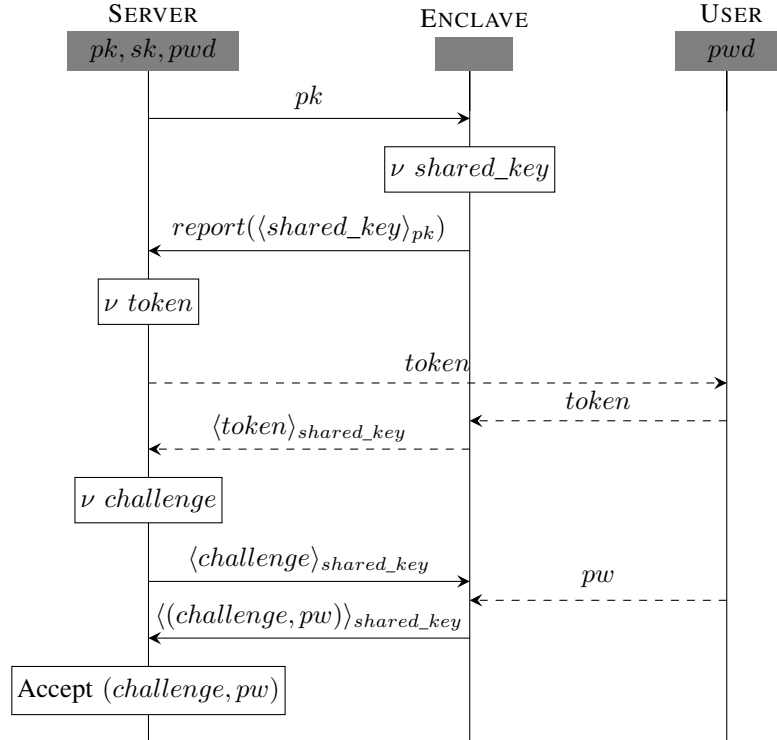 SERVER ENCLAVE USER
pk, sk, pwd pwd
pk
ν shared_key
report(⟨shared_key⟩pk)
ν token
token
token
⟨token⟩shared_key
ν challenge
⟨challenge⟩shared_key
pw
⟨(challenge, pw)⟩shared_key
Accept (challenge, pw)